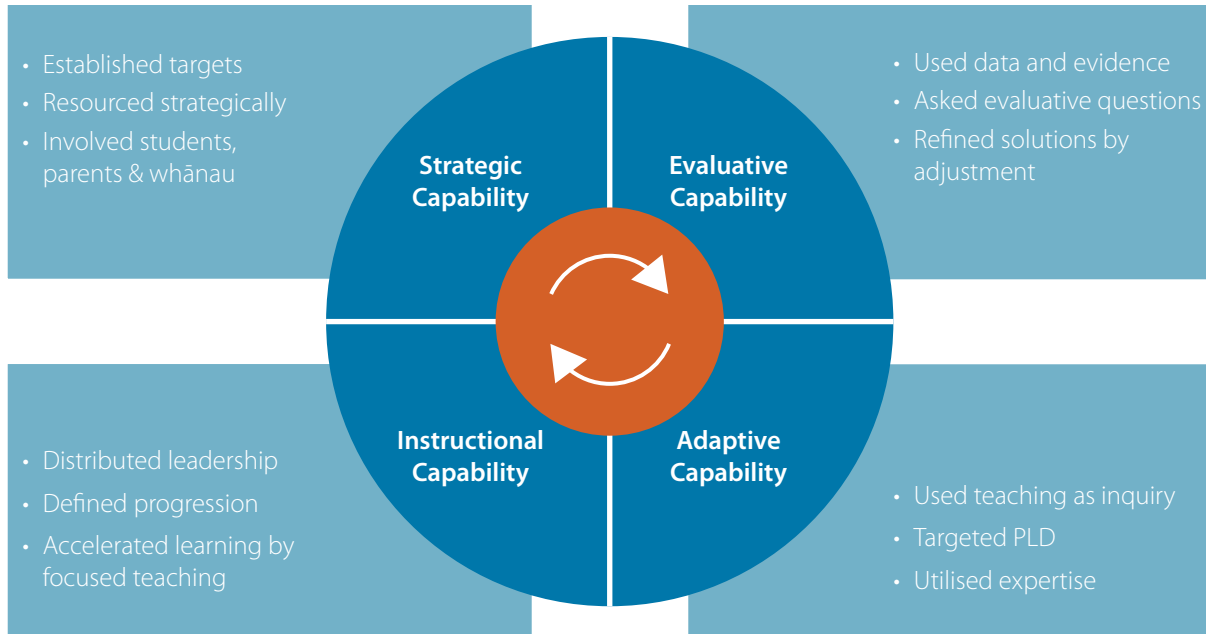 • Established targets
• Resourced strategically
• Involved students,
parents & whānau
Strategic
Capability
Evaluative
Capability
• Used data and evidence
• Asked evaluative questions
• Refined solutions by
adjustment
• Distributed leadership
• Defined progression
• Accelerated learning by
focused teaching
Instructional
Capability
Adaptive
Capability
• Used teaching as inquiry
• Targeted PLD
• Utilised expertise